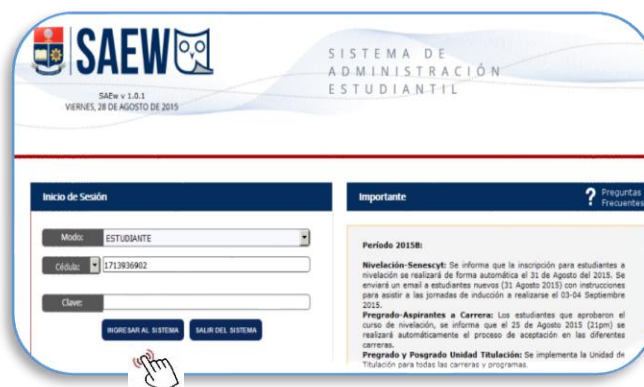 SAEW
SISTEMA DE
ADMINISTRACIÓN
ESTUDIANTIL
SAEw v 1.0.1
VIERNES, 28 DE AGOSTO DE 2015
Inicio de Sesión
Modo: ESTUDIANTE
Cédula: 1713936902
Clave:
INGRESAR AL SISTEMA SALIR DEL SISTEMA
Importante
? Preguntas
Frecuentes
Período 2015B:
Nivelación-Senescyt: Se informa que la inscripción para estudiantes a
nivelación se realizará de forma automática el 31 de Agosto del 2015. Se
enviará un email a estudiantes nuevos (31 Agosto 2015) con instrucciones
para asistir a las jornadas de inducción a realizarse el 03-04 Septiembre
2015.
Pregrado-Aspirantes a Carrera: Los estudiantes que aprobaron el
curso de nivelación, se informa que el 25 de Agosto 2015 (21pm) se
realizará automáticamente el proceso de aceptación en las diferentes
carreras.
Pregrado y Posgrado Unidad Titulación: Se implementa la Unidad de
Titulación para todas las carreras y programas.